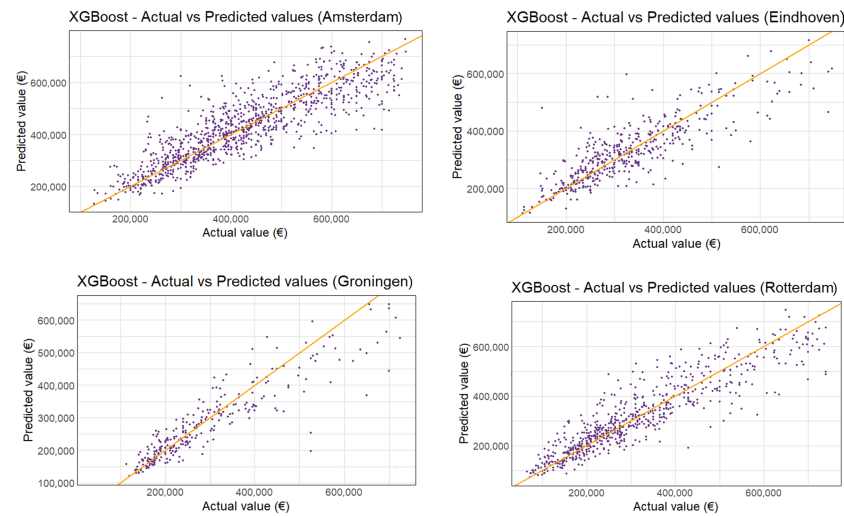 XGBoost - Actual vs Predicted values (Amsterdam)
Predicted value (€)
600,000
400,000
200,000
200,000 400,000 600,000
Actual value (€)
XGBoost - Actual vs Predicted values (Eindhoven)
Predicted value (€)
600,000
400,000
200,000
200,000 400,000 600,000
Actual value (€)
XGBoost - Actual vs Predicted values (Groningen)
Predicted value (€)
600,000
500,000
400,000
300,000
200,000
100,000
200,000 400,000 600,000
Actual value (€)
XGBoost - Actual vs Predicted values (Rotterdam)
Predicted value (€)
600,000
400,000
200,000
200,000 400,000 600,000
Actual value (€)